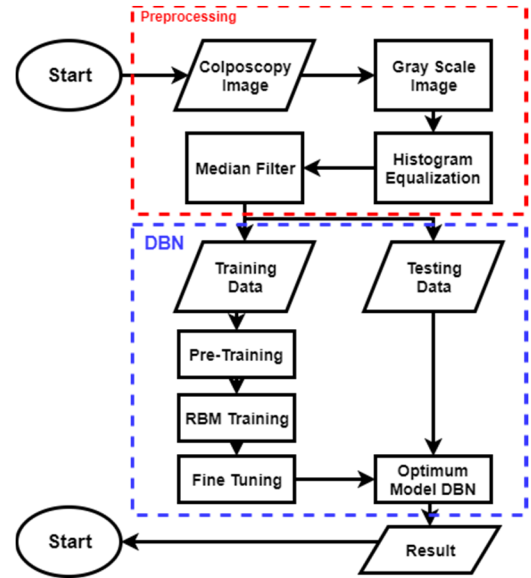 Preprocessing
Start
Colposcopy
Image
Gray Scale
Image
Median Filter
Histogram
Equalization
DBN
Training
Data
Testing
Data
Pre-Training
RBM Training
Fine Tuning
Optimum
Model DBN
Start
Result